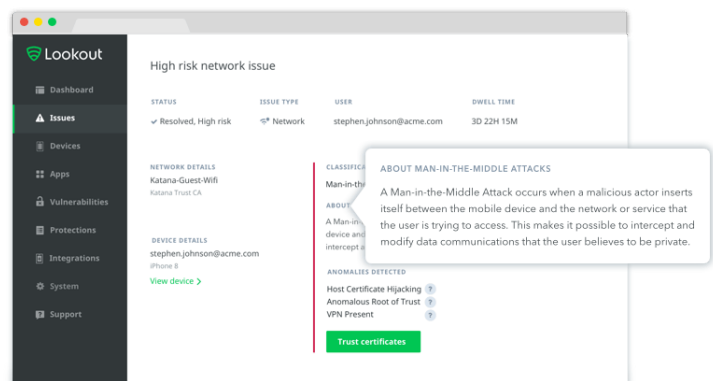 Lookout
High risk network issue
Dashboard
Issues
Devices
Apps
Vulnerabilities
Protections
Integrations
System
Support
STATUS
Resolved, High risk
ISSUE TYPE
Network
USER
stephen.johnson@acme.com
DWELL TIME
3D 22H 15M
NETWORK DETAILS
Katana-Guest-Wifi
Katana Trust CA
DEVICE DETAILS
stephen.johnson@acme.com
iPhone 8
View device >
CLASSIFICA
Man-in-the
ABOUT
A Man-in-
device and
intercept a
ABOUT MAN-IN-THE-MIDDLE ATTACKS
A Man-in-the-Middle Attack occurs when a malicious actor inserts
itself between the mobile device and the network or service that
the user is trying to access. This makes it possible to intercept and
modify data communications that the user believes to be private.
ANOMALIES DETECTED
Host Certificate Hijacking ?
Anomalous Root of Trust ?
VPN Present ?
Trust certificates